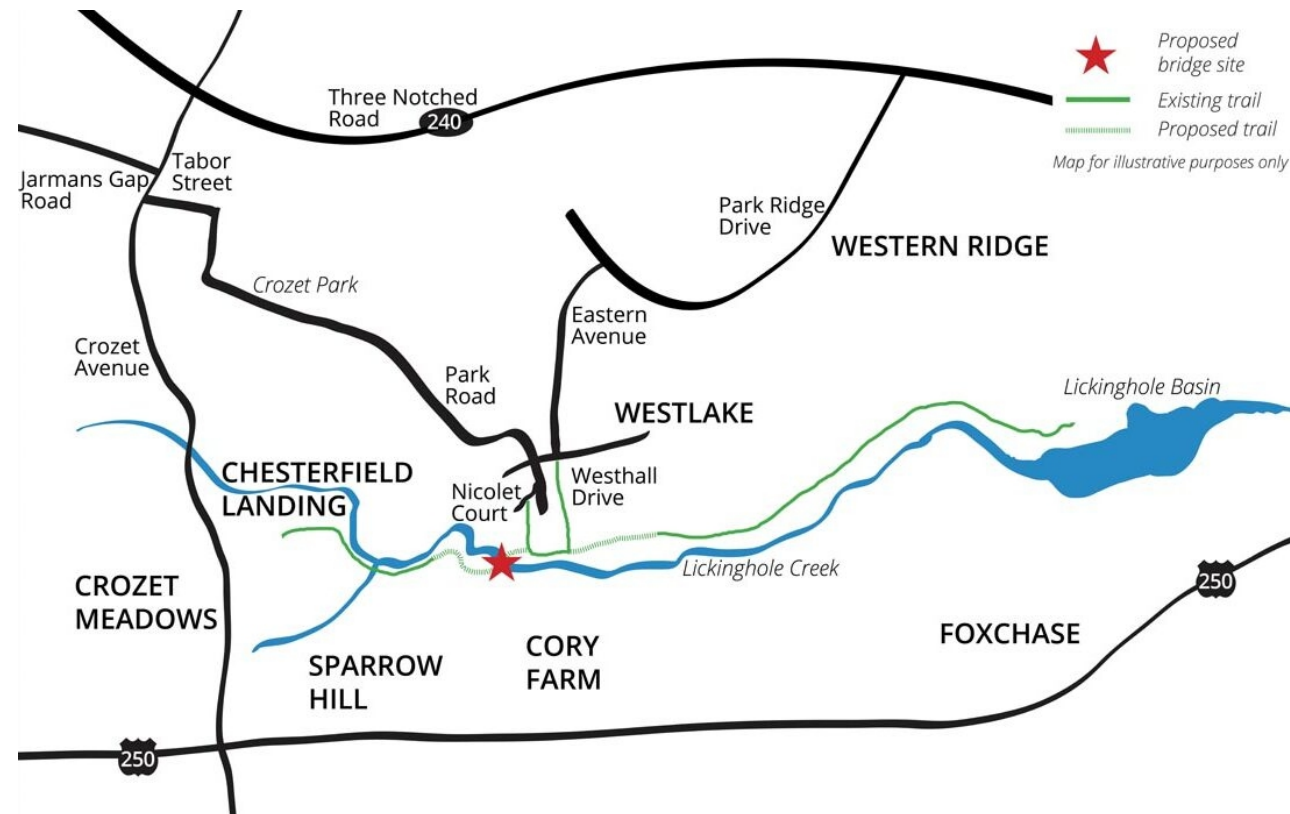 Proposed
bridge site
Existing trail
Proposed trail
Map for illustrative purposes only
Three Notched
Road
240
Tabor
Street
Jarmans Gap
Road
Park Ridge
Drive
WESTERN RIDGE
Crozet Park
Eastern
Avenue
Crozet
Avenue
Park
Road
Lickinghole Basin
WESTLAKE
CHESTERFIELD
LANDING
Nicolet
Court
Westhall
Drive
Lickinghole Creek
CROZET
MEADOWS
250
FOXCHASE
CORY
FARM
SPARROW
HILL
250